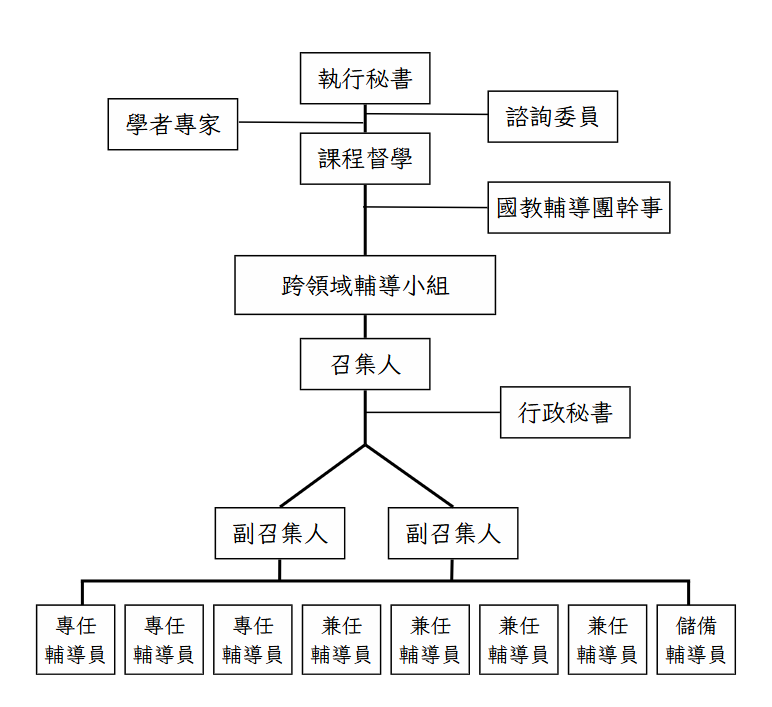 執行秘書
學者專家
諮詢委員
課程督學
國教輔導團幹事
跨領域輔導小組
召集人
行政秘書
副召集人
副召集人
專任
輔導員
專任
輔導員
專任
輔導員
兼任
輔導員
兼任
輔導員
兼任
輔導員
兼任
輔導員
儲備
輔導員